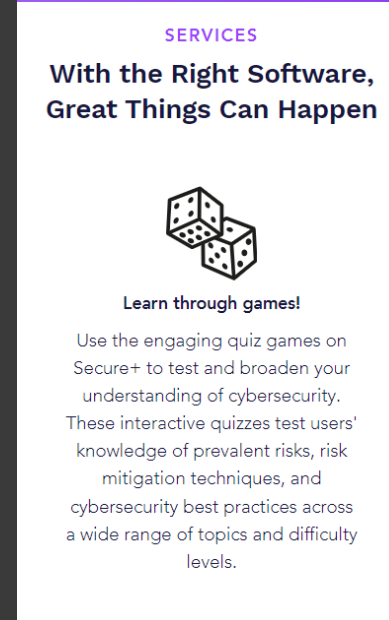 SERVICES
With the Right Software,
Great Things Can Happen
Learn through games!
Use the engaging quiz games on
Secure+ to test and broaden your
understanding of cybersecurity.
These interactive quizzes test users'
knowledge of prevalent risks, risk
mitigation techniques, and
cybersecurity best practices across
a wide range of topics and difficulty
levels.